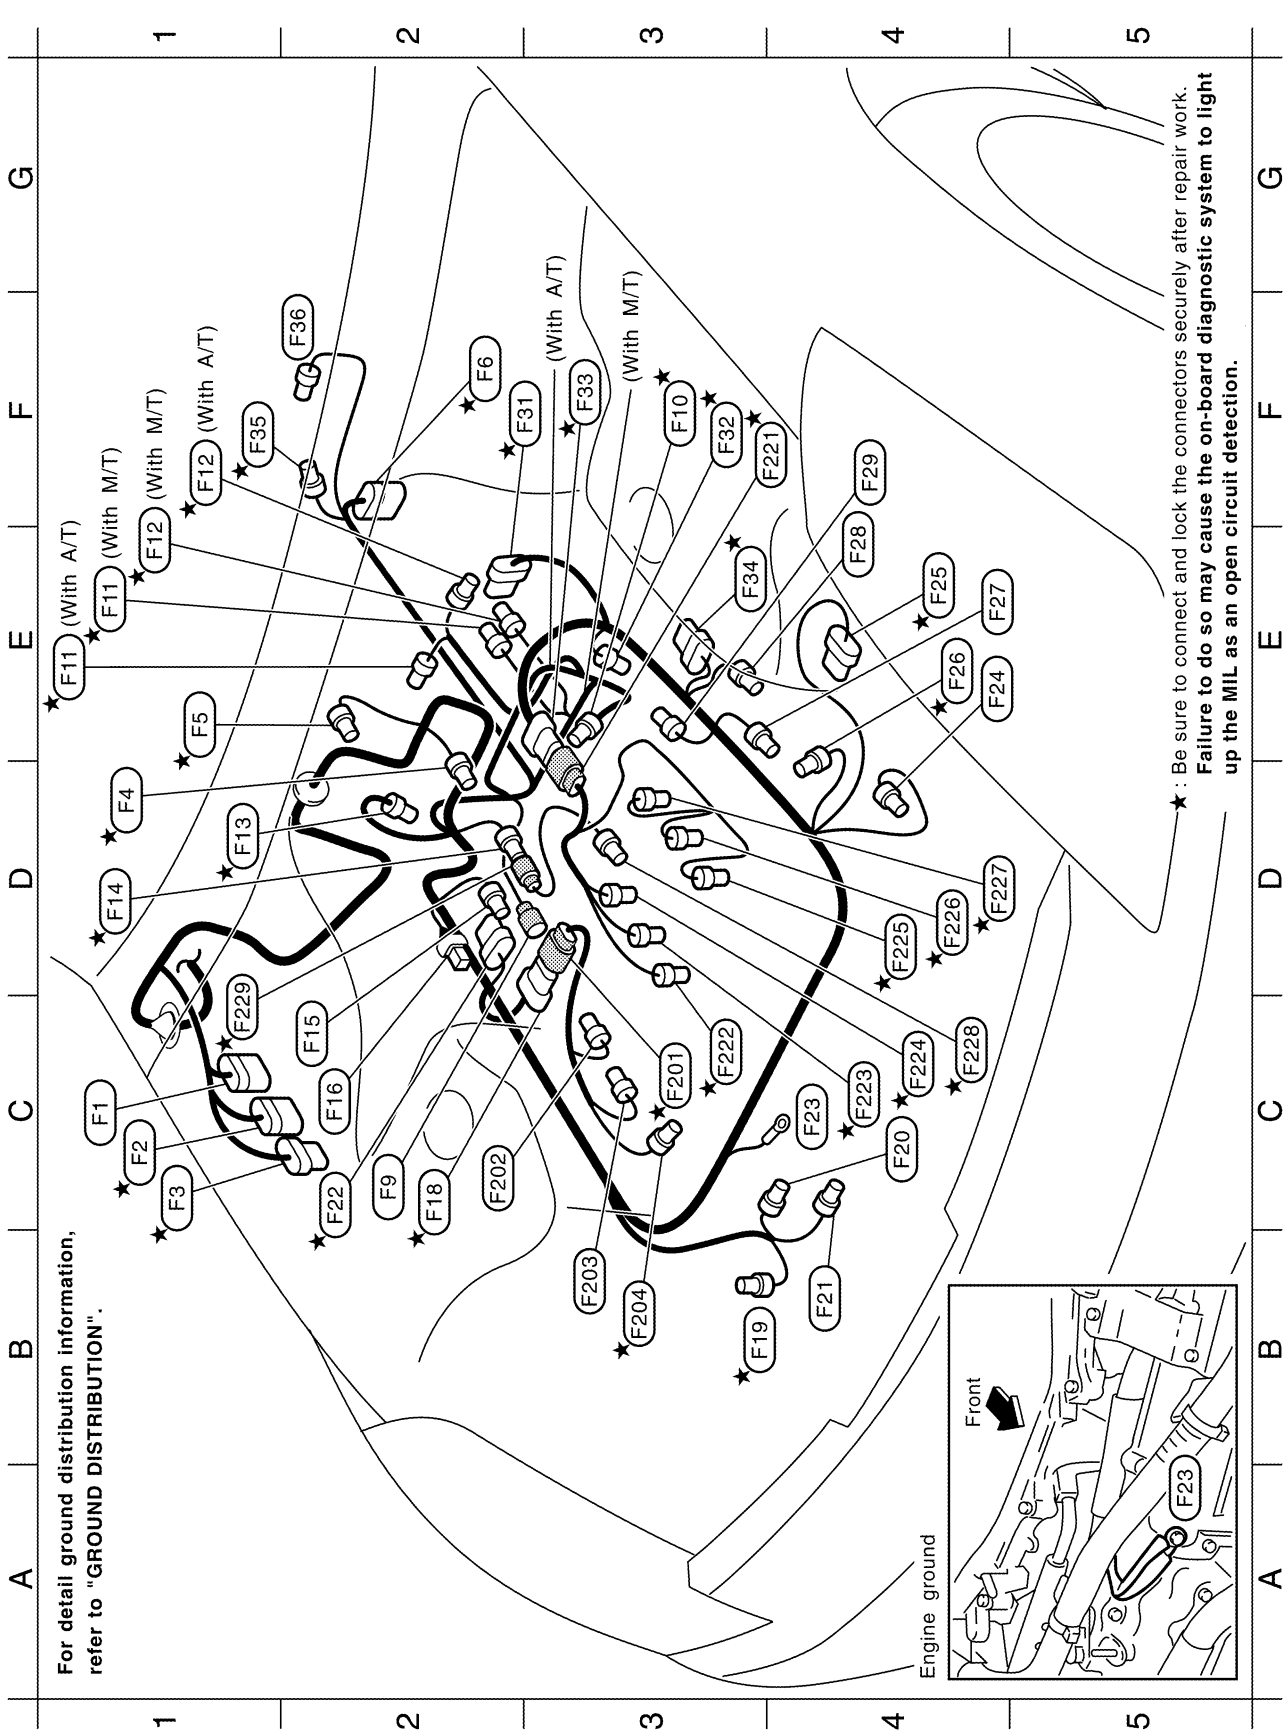 1 2 3 4 5
G
F
E
D
C
B
A
For detail ground distribution information,
refer to "GROUND DISTRIBUTION".
F11 (With A/T)
F11 (With M/T)
F12 (With M/T)
F12 (With A/T)
F35
F36
F5
F4
F13
F14
F229
F1
F2
F3
F15
F16
F22
F9
F18
F202
F203
F204
F201
F222
F6
F31
(With A/T)
F33
(With M/T)
F10
F32
F221
F34
F29
F28
F25
F27
F26
F24
F227
F226
F225
F228
F224
F223
F23
F20
F21
F19
★ : Be sure to connect and lock the connectors securely after repair work.
Failure to do so may cause the on-board diagnostic system to light
up the MIL as an open circuit detection.
Engine ground
Front
F23
1 2 3 4 5
G
F
E
D
C
B
A